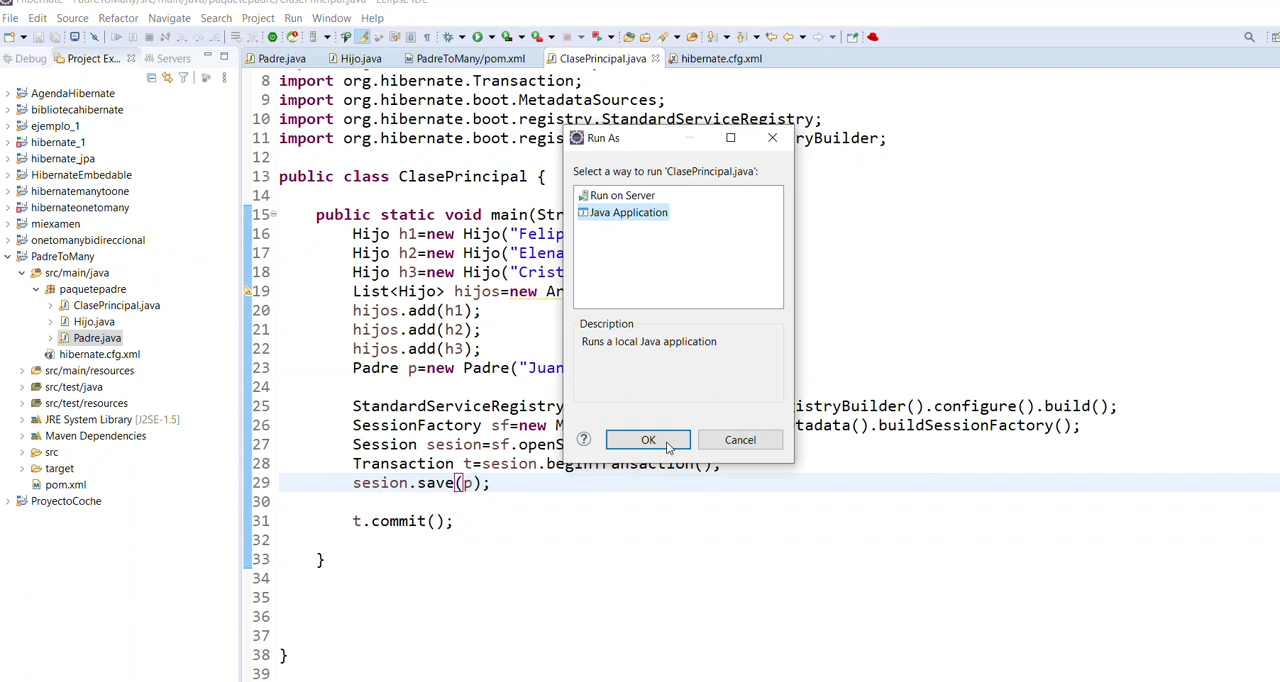 File Edit Source Refactor Navigate Search Project Run Window Help
Debug Project Ex... Servers
Padre.java Hijo.java PadreToMany/pom.xml ClasePrincipal.java hibernate.cfg.xml
AgendaHibernate
bibliotecahibernate
ejemplo_1
hibernate_1
hibernate_jpa
HibernateEmbedable
hibernatemanytoone
hibernateonetomany
miexamen
onetomanybidireccional
PadreToMany
src/main/java
paquetepadre
ClasePrincipal.java
Hijo.java
Padre.java
hibernate.cfg.xml
src/main/resources
src/test/java
src/test/resources
JRE System Library [J2SE-1.5]
Maven Dependencies
src
target
pom.xml
ProyectoCoche
8 import org.hibernate.Transaction;
9 import org.hibernate.boot.MetadataSources;
10 import org.hibernate.boot.registry.StandardServiceRegistry;
11 import org.hibernate.boot.regis ryBuilder;
12
13 public class ClasePrincipal {
14
15 public static void main(Str
16 Hijo h1=new Hijo("Felip
17 Hijo h2=new Hijo("Elena
18 Hijo h3=new Hijo("Crist
19 List<Hijo> hijos=new Ar
20 hijos.add(h1);
21 hijos.add(h2);
22 hijos.add(h3);
23 Padre p=new Padre("Juan
24
25 StandardServiceRegistry istryBuilder().configure().build();
26 SessionFactory sf=new M tadata().buildSessionFactory();
27 Session sesion=sf.openS
28 Transaction t=sesion.beginTransaction();
29 sesion.save(p);
30
31 t.commit();
32
33 }
34
35
36
37
38 }
39
Run As
Select a way to run 'ClasePrincipal.java':
Run on Server
Java Application
Description
Runs a local Java application
OK Cancel